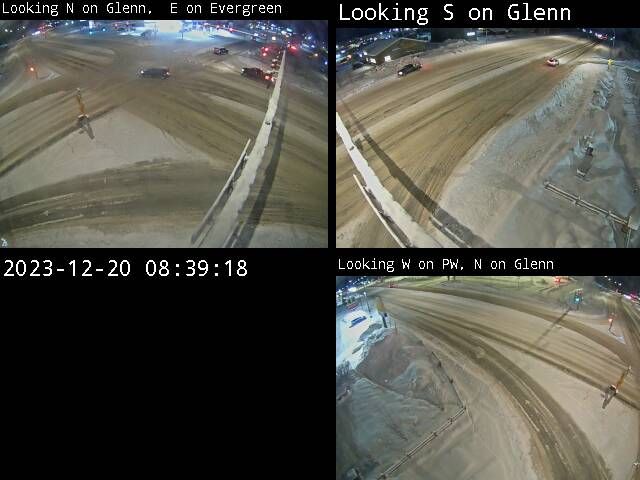 Looking N on Glenn,  E on Evergreen
Looking S on Glenn
2023-12-20 08:39:18
Looking W on PW, N on Glenn